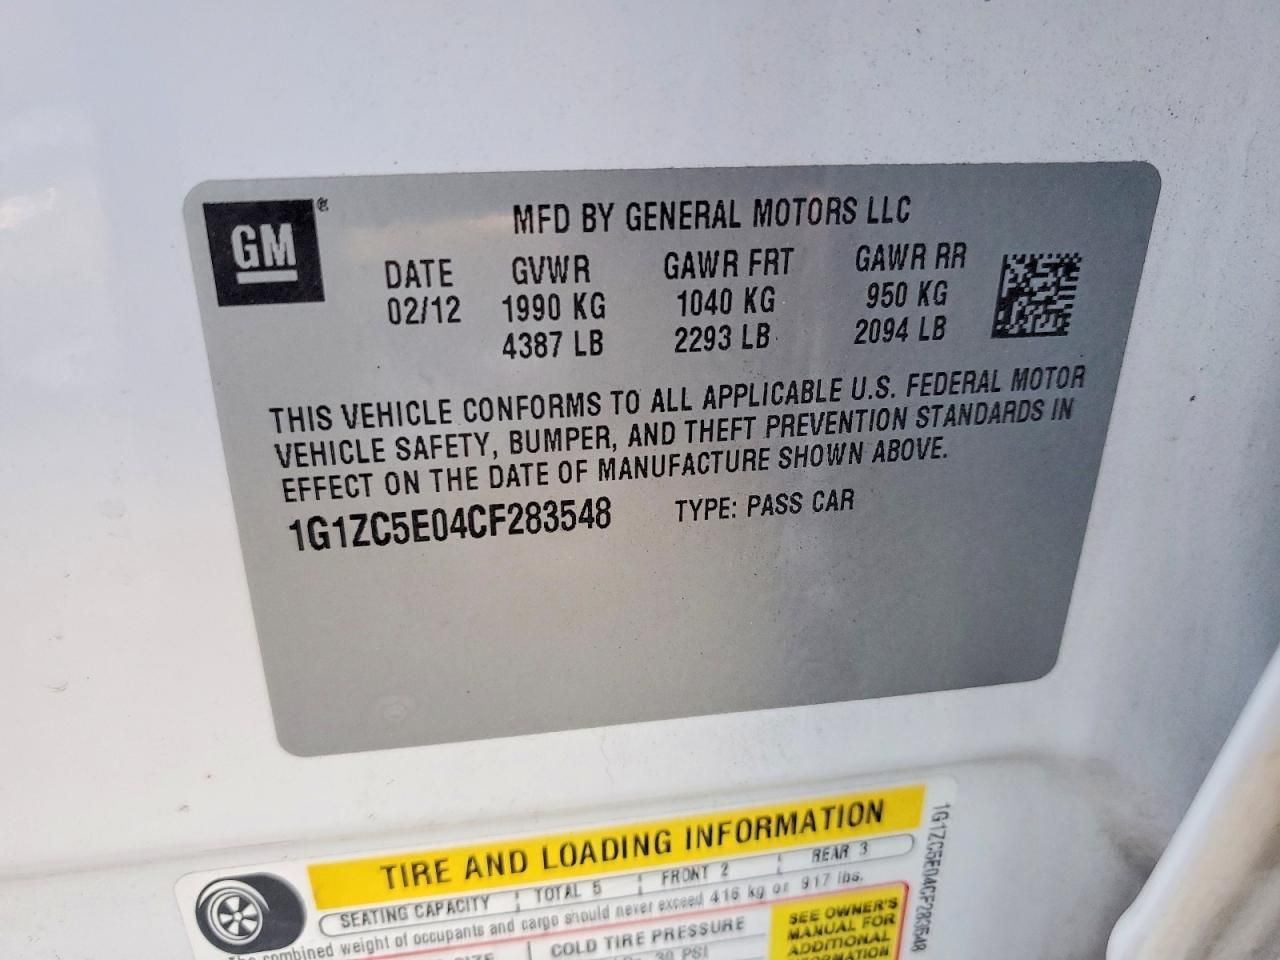 GM®
MFD BY GENERAL MOTORS LLC
DATE GVWR GAWR FRT GAWR RR
02/12 1990 KG 1040 KG 950 KG
4387 LB 2293 LB 2094 LB
THIS VEHICLE CONFORMS TO ALL APPLICABLE U.S. FEDERAL MOTOR
VEHICLE SAFETY, BUMPER, AND THEFT PREVENTION STANDARDS IN
EFFECT ON THE DATE OF MANUFACTURE SHOWN ABOVE.
1G1ZC5E04CF283548 TYPE: PASS CAR
TIRE AND LOADING INFORMATION
SEATING CAPACITY TOTAL 5 FRONT 2 REAR 3
The combined weight of occupants and cargo should never exceed 416 kg or 917 lbs.
COLD TIRE PRESSURE
30 PSI
SEE OWNER'S
MANUAL FOR
ADDITIONAL
INFORMATION
1G1ZC5E04CF283548